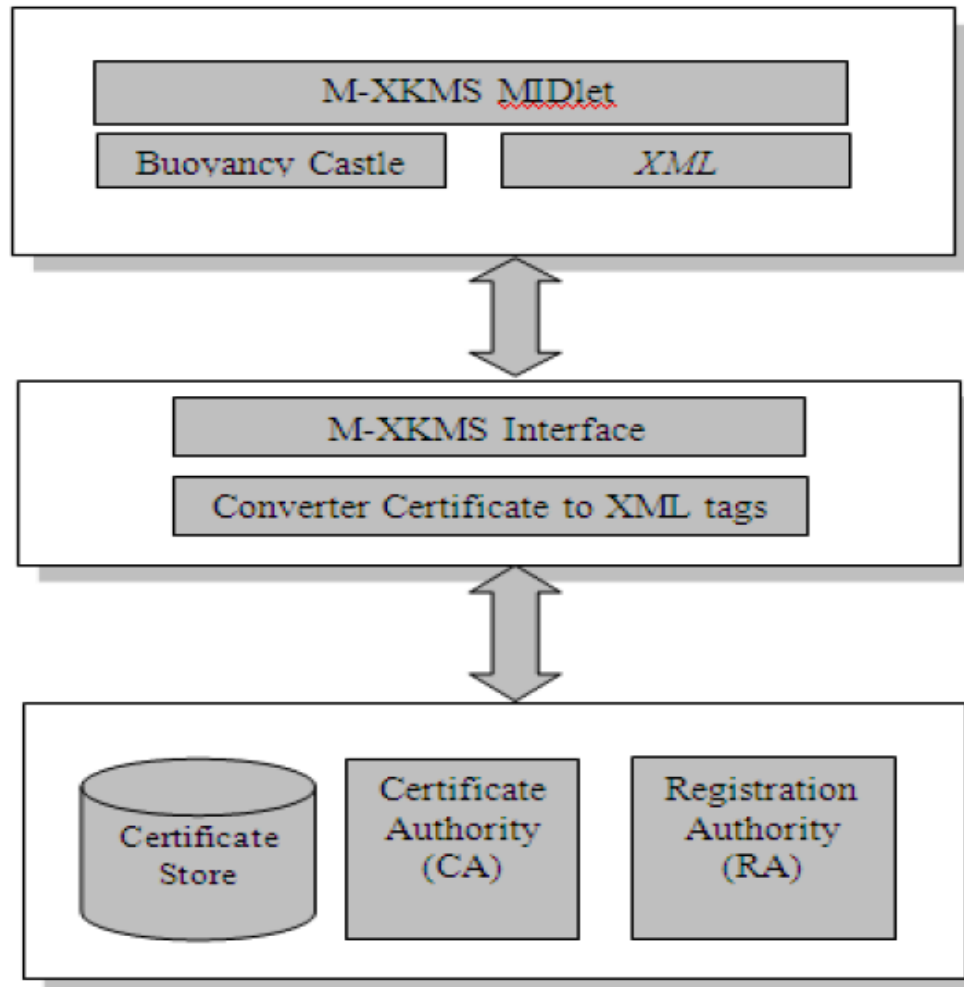 M-XKMS MIDlet
Buoyancy Castle
XML
M-XKMS Interface
Converter Certificate to XML tags
Certificate
Store
Certificate
Authority
(CA)
Registration
Authority
(RA)